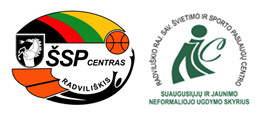 ŠSP CENTRAS
RADVILIŠKIS
RADVILIŠKIO RAJ. SAV. ŠVIETIMO IR SPORTO PASLAUGŲ CENTRO
SUAUGUSIŲJŲ IR JAUNIMO
NEFORMALIOJO UGDYMO SKYRIUS